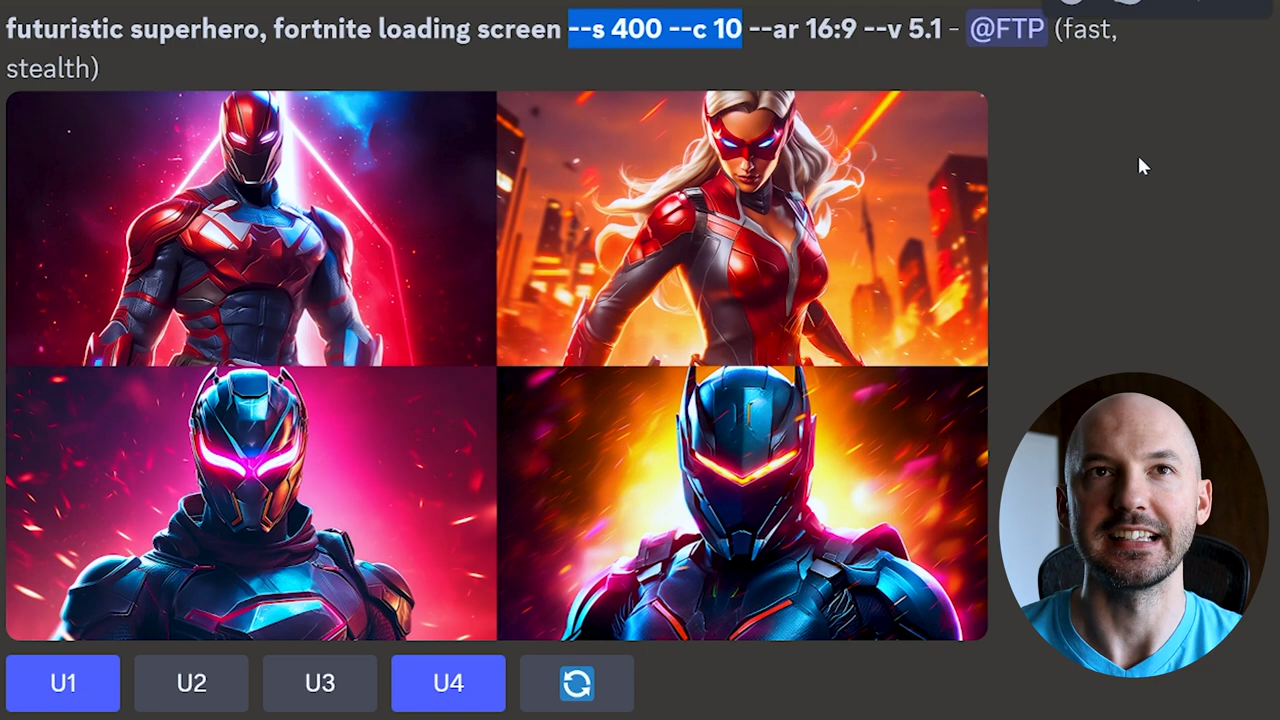 futuristic superhero, fortnite loading screen --s 400 --c 10 --ar 16:9 --v 5.1 - @FTP (fast,
stealth)
U1 U2 U3 U4